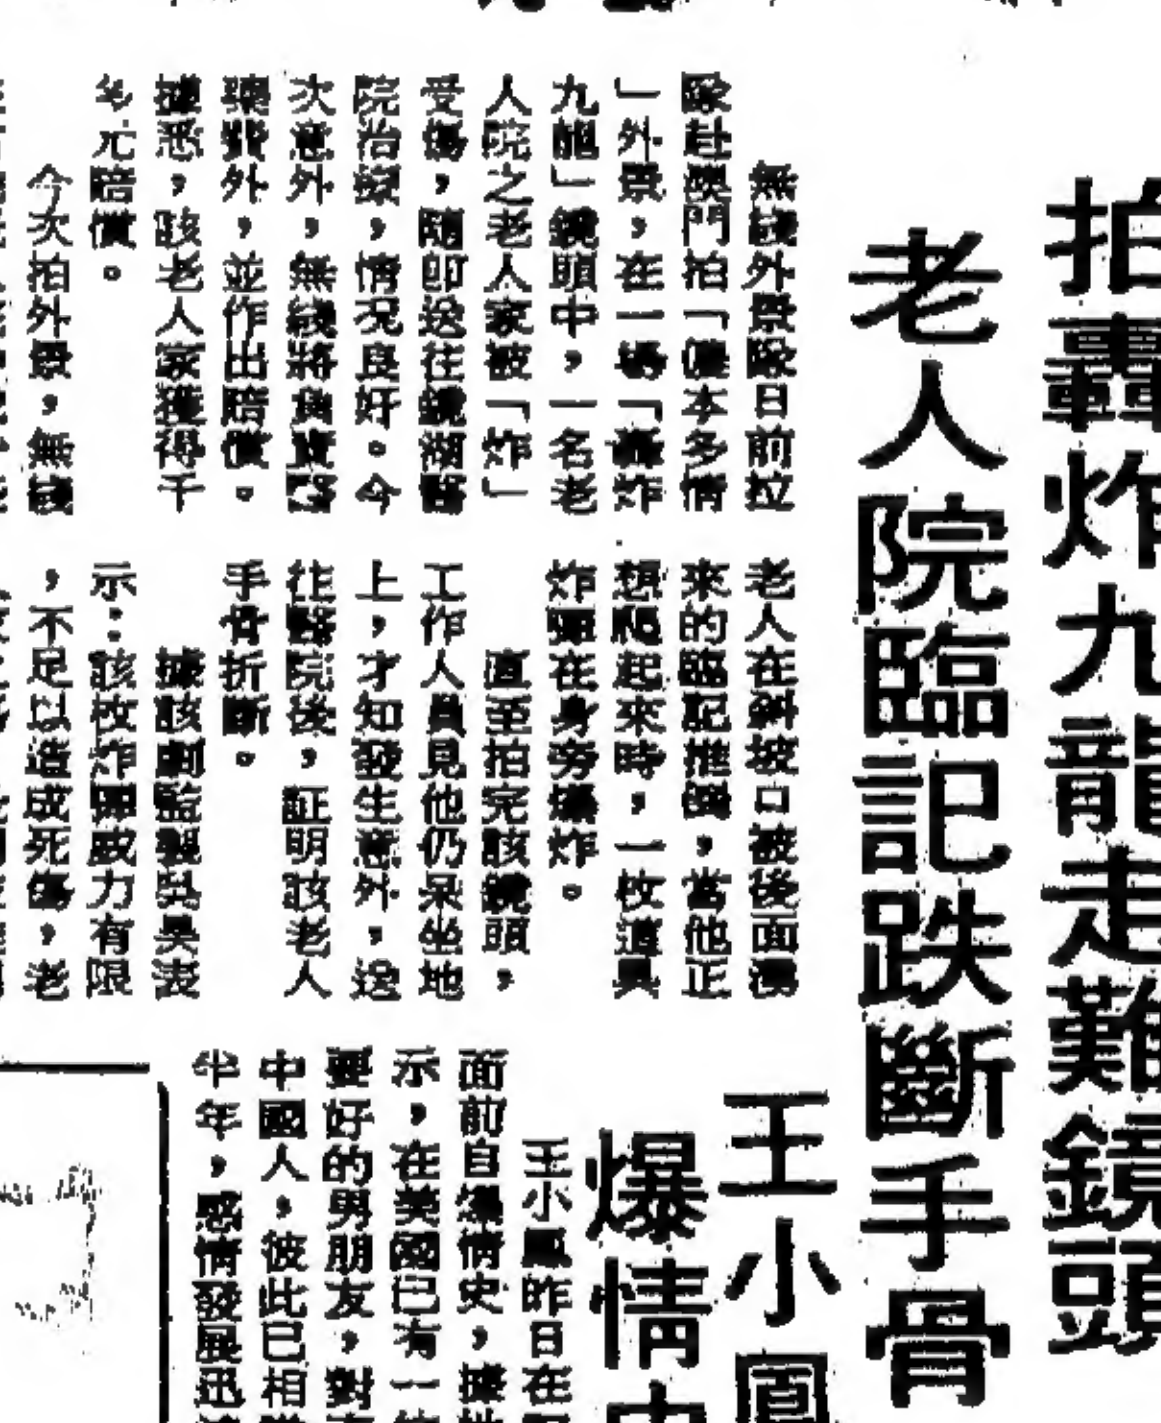 拍轟炸九龍走難鏡頭
老人院臨記跌斷手骨
無綫外景隊日前拉
隊赴澳門拍「儂本多情
」外景，在一場「轟炸
九龍」鏡頭中，一名老
人院之老人家被「炸」
受傷，隨即送往鏡湖醫
院治療，情況良好。今
次意外，無綫將負責醫
藥費外，並作出賠償。
據悉，該老人家獲得千
多元賠償。
今次拍外景，無綫
老人在斜坡口被後面湧
來的臨記推倒，當他正
想爬起來時，一枚道具
炸彈在身旁爆炸。
直至拍完該鏡頭，
工作人員見他仍呆坐地
上，才知發生意外，送
往醫院後，証明該老人
手骨折斷。
據該劇監製吳昊表
示：該枚炸彈威力有限
，不足以造成死傷，老
王小鳳
爆情史
王小鳳昨日在
面前自爆情史，據她
示，在美國已有一
要好的男朋友，對
中國人，彼此已相
半年，感情發展迅